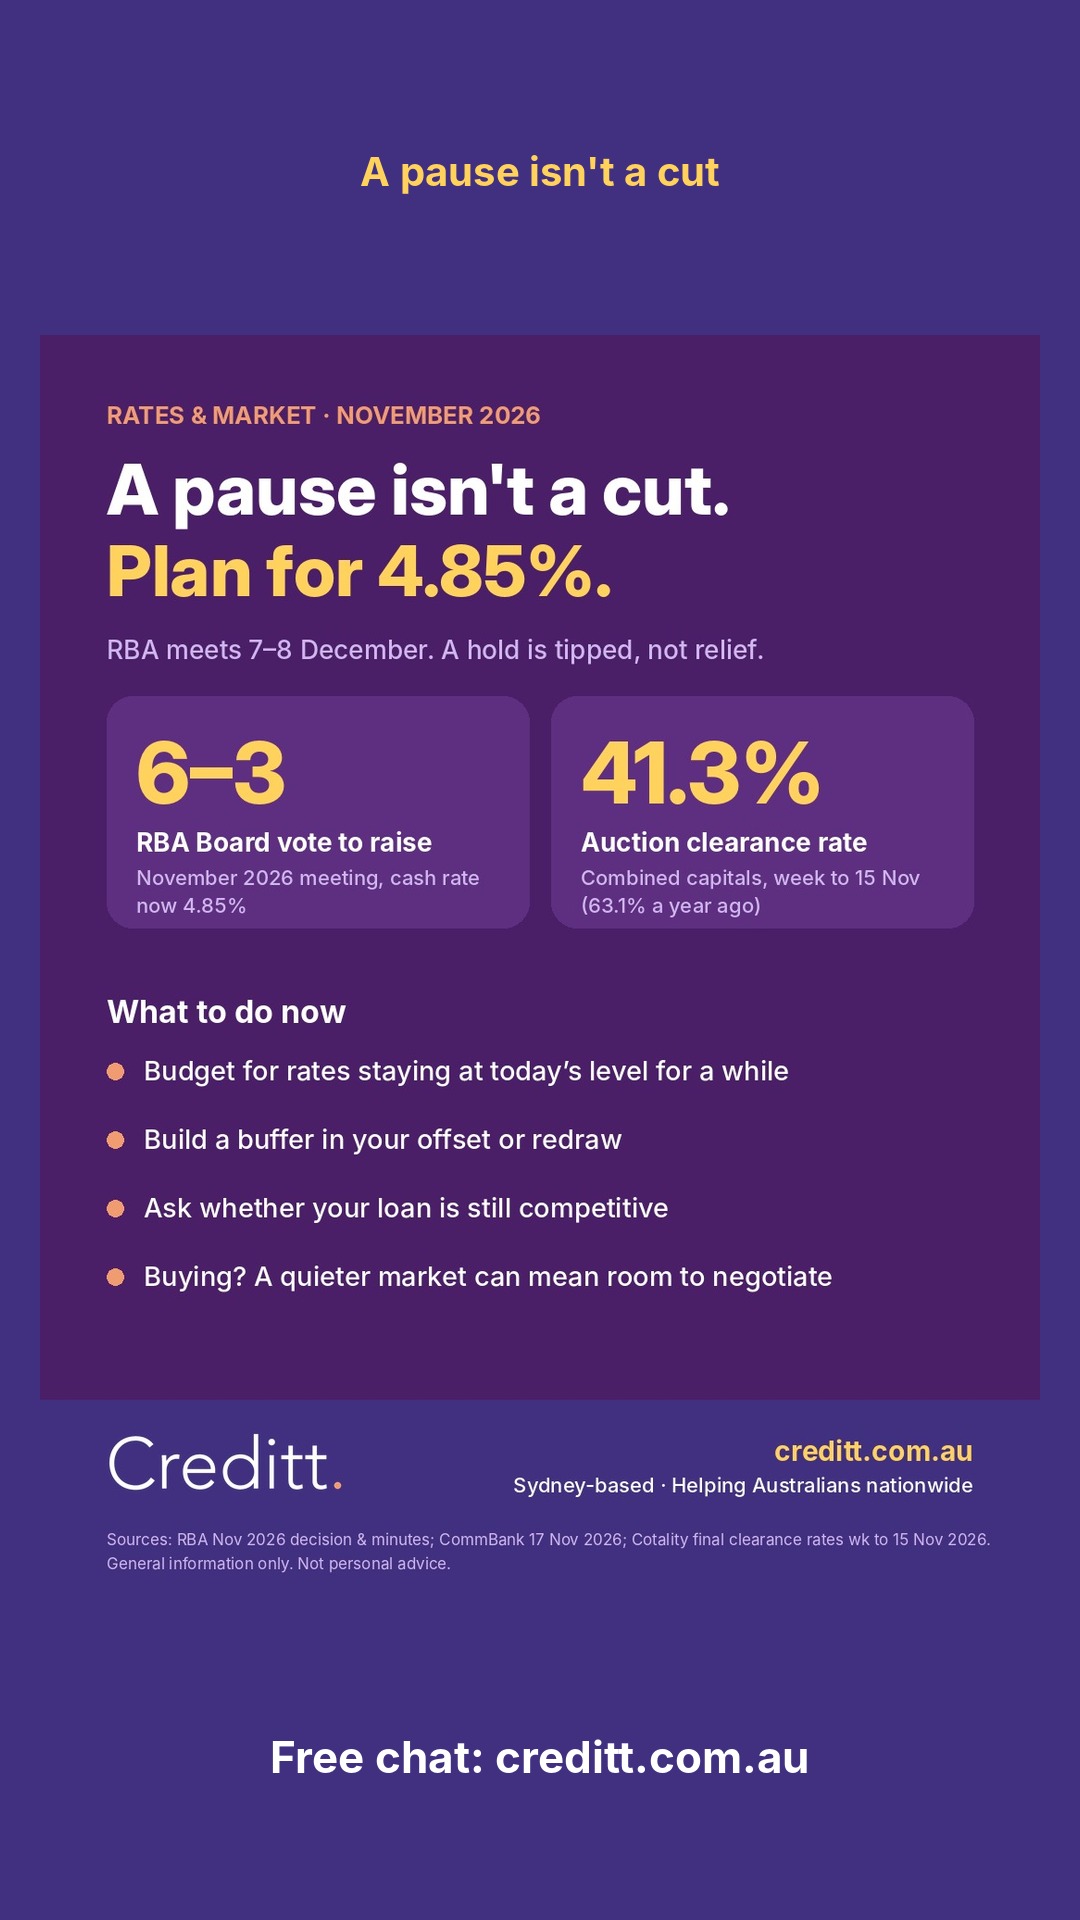 A pause isn't a cut
RATES & MARKET · NOVEMBER 2026
A pause isn't a cut.
Plan for 4.85%.
RBA meets 7–8 December. A hold is tipped, not relief.
6–3
RBA Board vote to raise
November 2026 meeting, cash rate
now 4.85%
41.3%
Auction clearance rate
Combined capitals, week to 15 Nov
(63.1% a year ago)
What to do now
Budget for rates staying at today’s level for a while
Build a buffer in your offset or redraw
Ask whether your loan is still competitive
Buying? A quieter market can mean room to negotiate
Creditt.
creditt.com.au
Sydney-based · Helping Australians nationwide
Sources: RBA Nov 2026 decision & minutes; CommBank 17 Nov 2026; Cotality final clearance rates wk to 15 Nov 2026.
General information only. Not personal advice.
Free chat: creditt.com.au